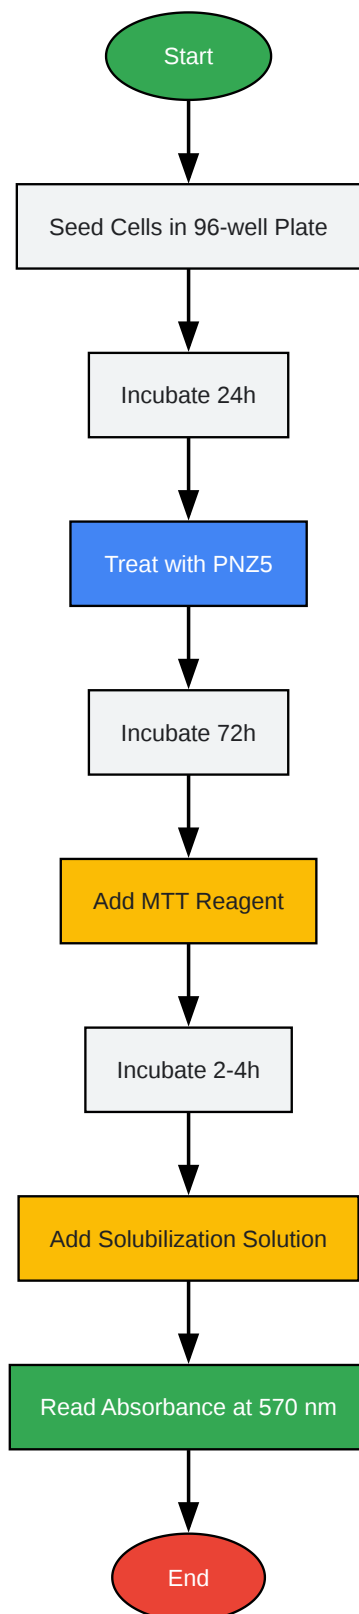 Start
Seed Cells in 96-well Plate
Incubate 24h
Treat with PNZ5
Incubate 72h
Add MTT Reagent
Incubate 2-4h
Add Solubilization Solution
Read Absorbance at 570 nm
End